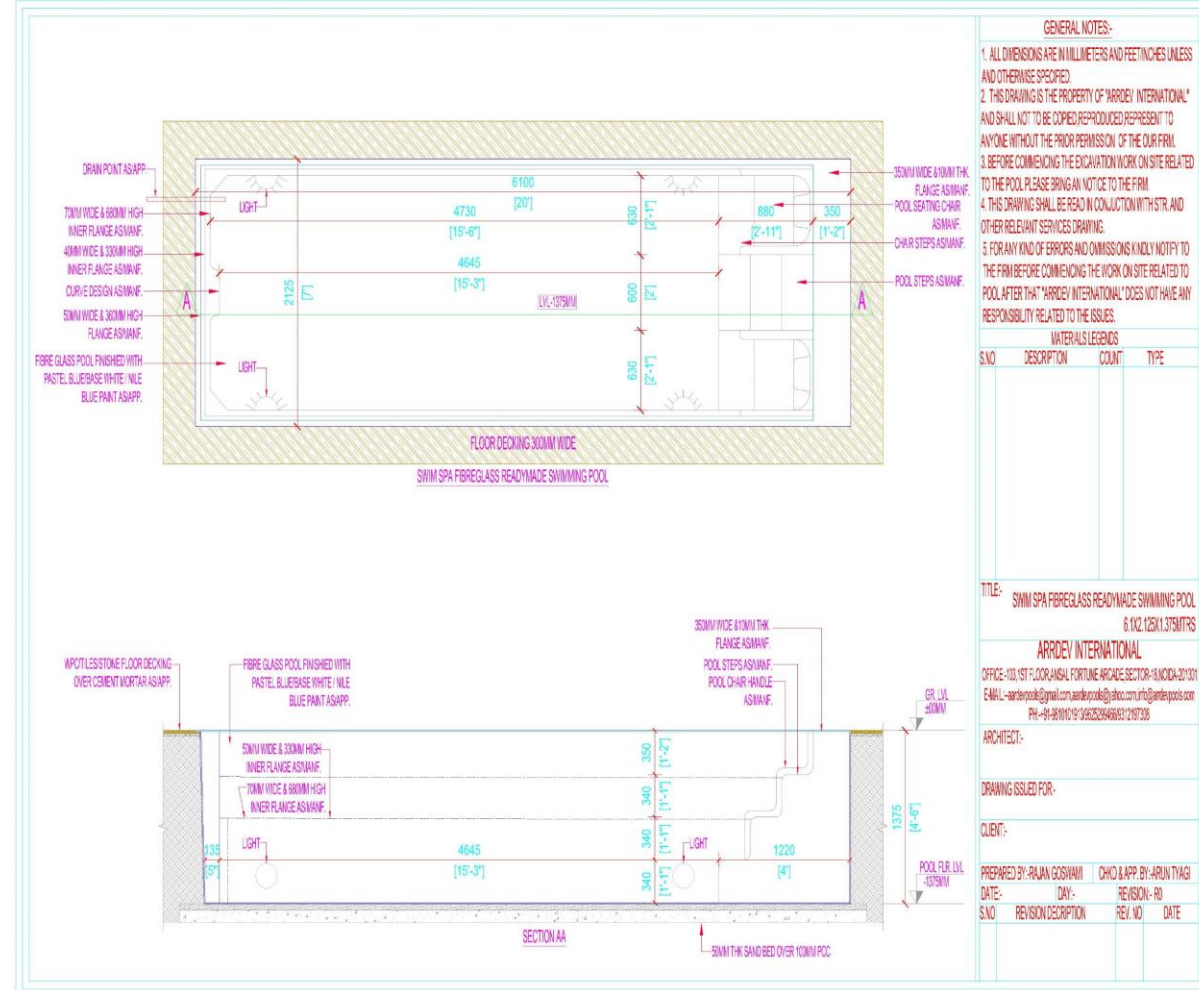 DRAIN POINT AS/APP.
70MM WIDE & 680MM HIGH
INNER FLANGE AS/MANF.
40MM WIDE & 330MM HIGH
INNER FLANGE AS/MANF.
CURVE DESIGN AS/MANF.
50MM WIDE & 360MM HIGH
FLANGE AS/MANF.
FIBRE GLASS POOL FINISHED WITH
PASTEL BLUE/BASE WHITE / NILE
BLUE PAINT AS/APP.
A
LIGHT
LIGHT
6100
[20']
4730
[15'-6"]
4645
[15'-3"]
2125
[7']
LVL-1375MM
630
[2'-1"]
600
[2']
630
[2'-1"]
880
[2'-11"]
350
[1'-2"]
A
350MM WIDE &10MM THK.
FLANGE AS/MANF.
POOL SEATING CHAIR
AS/MANF.
CHAIR STEPS AS/MANF.
POOL STEPS AS/MANF.
FLOOR DECKING 300MM WIDE
SWIM SPA FIBREGLASS READYMADE SWIMMING POOL
WPC/TILES/STONE FLOOR DECKING
OVER CEMENT MORTAR AS/APP
FIBRE GLASS POOL FINISHED WITH
PASTEL BLUE/BASE WHITE / NILE
BLUE PAINT AS/APP.
350MM WIDE &10MM THK.
FLANGE AS/MANF.
POOL STEPS AS/MANF.
POOL CHAIR HANDLE
AS/MANF.
GR. LVL
±00MM
50MM WIDE & 330MM HIGH
INNER FLANGE AS/MANF.
70MM WIDE & 680MM HIGH
INNER FLANGE AS/MANF.
350
[1'-2"]
340
[1'-1"]
340
[1'-1"]
340
[1'-1"]
LIGHT
LIGHT
135
[5"]
4645
[15'-3"]
1220
[4']
1375
[4'-6"]
POOL FLR. LVL
-1375MM
SECTION AA
50MM THK SAND BED OVER 100MM PCC
GENERAL NOTES:-
1. ALL DIMENSIONS ARE IN MILLIMETERS AND FEET/INCHES UNLESS
AND OTHERWISE SPECIFIED.
2. THIS DRAWING IS THE PROPERTY OF "ARRDEV INTERNATIONAL"
AND SHALL NOT TO BE COPIED,REPRODUCED,REPRESENT TO
ANYONE WITHOUT THE PRIOR PERMISSION OF THE OUR FIRM.
3. BEFORE COMMENCING THE EXCAVATION WORK ON SITE RELATED
TO THE POOL PLEASE BRING AN NOTICE TO THE FIRM.
4. THIS DRAWING SHALL BE READ IN CONJUCTION WITH STR. AND
OTHER RELEVANT SERVICES DRAWING.
5. FOR ANY KIND OF ERRORS AND OMMISSIONS KINDLY NOTIFY TO
THE FIRM BEFORE COMMENCING THE WORK ON SITE RELATED TO
POOL AFTER THAT "ARRDEV INTERNATIONAL" DOES NOT HAVE ANY
RESPONSIBILITY RELATED TO THE ISSUES.
MATERIALS LEGENDS
S.NO DESCRIPTION COUNT TYPE
TITLE:- SWIM SPA FIBREGLASS READYMADE SWIMMING POOL
6.1X2.125X1.375MTRS
ARRDEV INTERNATIONAL
OFFICE:-133,1ST FLOOR,ANSAL FORTUNE ARCADE,SECTOR-18,NOIDA-201301
ARCHITECT:-
DRAWING ISSUED FOR:-
CLIENT:-
PREPARED BY:-RAJAN GOSWAMI CHKD & APP. BY:-ARUN TYAGI
DATE:- DAY:- REVISION:- R0
S.NO REVISION DECRIPTION REV. NO DATE